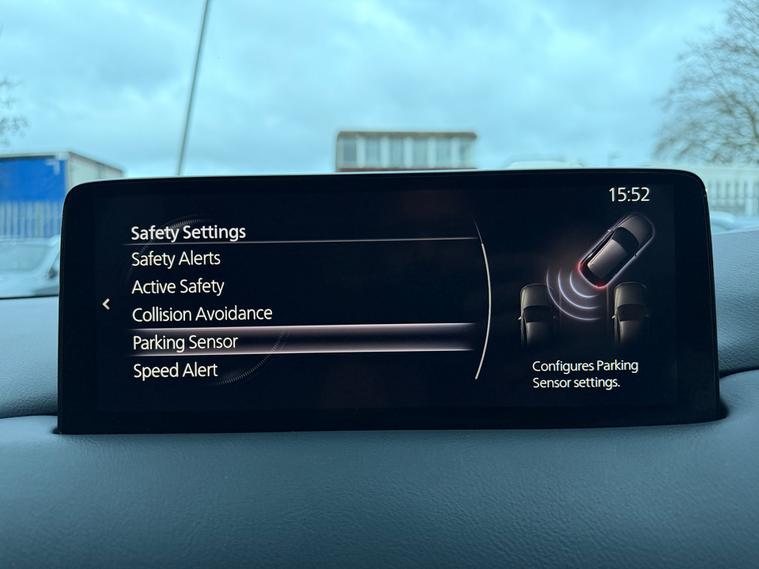 15:52
Safety Settings
Safety Alerts
Active Safety
Collision Avoidance
Parking Sensor
Speed Alert
Configures Parking
Sensor settings.